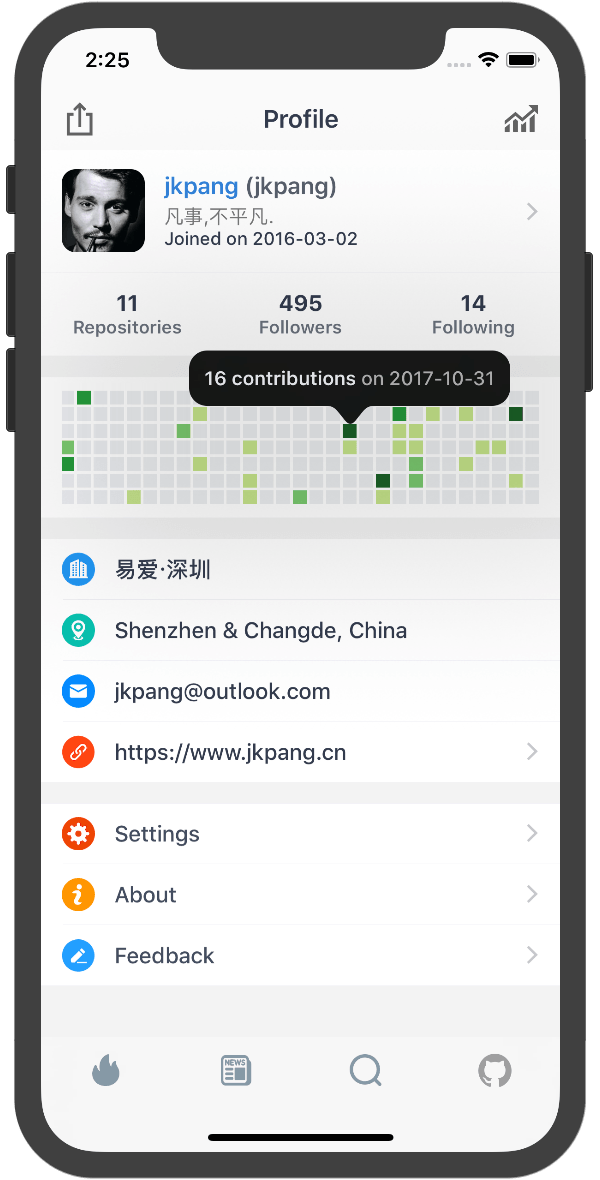 2:25
Profile
jkpang (jkpang)
凡事,不平凡.
Joined on 2016-03-02
11 495 14
Repositories Followers Following
16 contributions on 2017-10-31
易爱·深圳
Shenzhen & Changde, China
jkpang@outlook.com
https://www.jkpang.cn
Settings
About
Feedback
NEWS